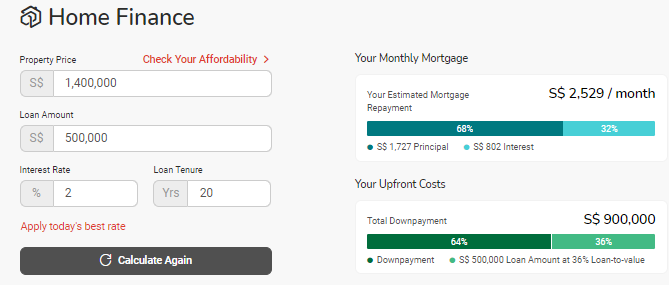 Home Finance
Property Price
Check Your Affordability
S$ 1,400,000
Loan Amount
S$ 500,000
Interest Rate
Loan Tenure
% 2
Yrs 20
Apply today's best rate
Calculate Again
Your Monthly Mortgage
Your Estimated Mortgage
Repayment
S$ 2,529 / month
68% 32%
S$ 1,727 Principal S$ 802 Interest
Your Upfront Costs
Total Downpayment S$ 900,000
64% 36%
Downpayment S$ 500,000 Loan Amount at 36% Loan-to-value